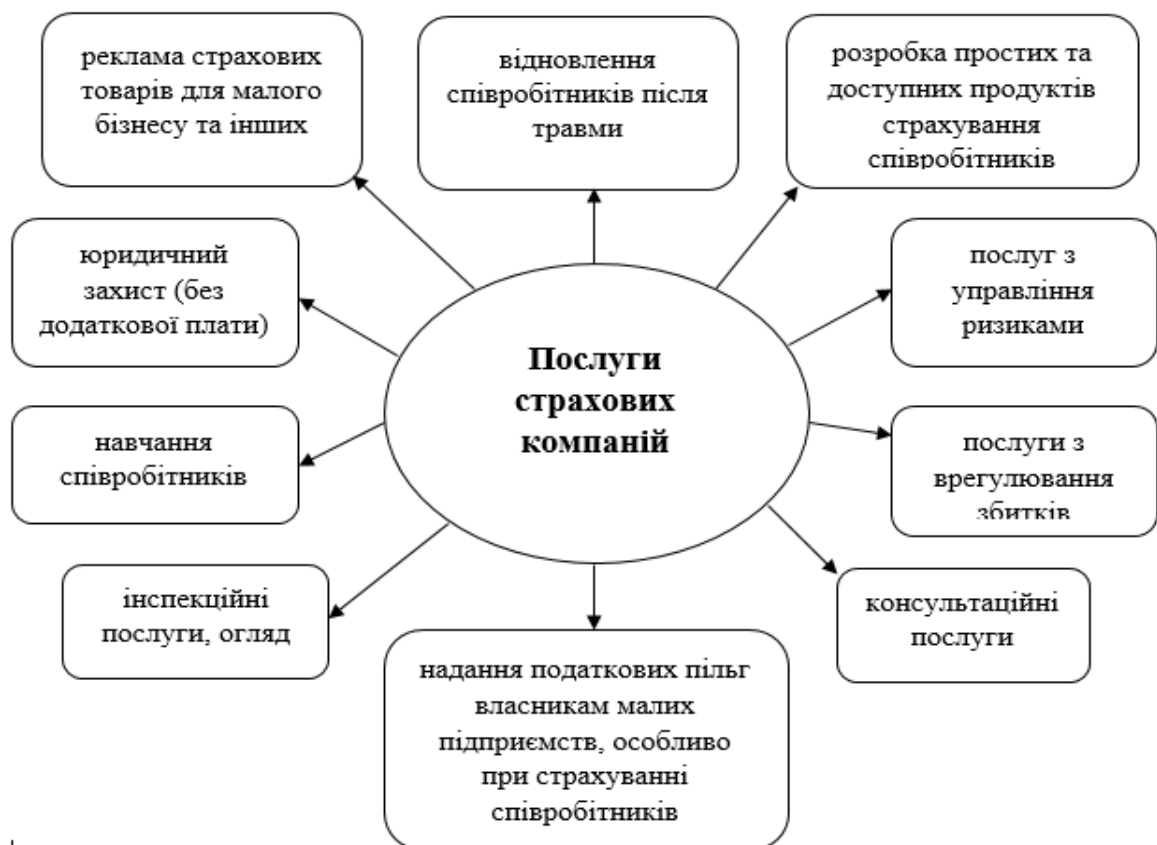 реклама страхових
товарів для малого
бізнесу та інших
відновлення
співробітників після
травми
розробка простих та
доступних продуктів
страхування
співробітників
юридичний
захист (без
додаткової плати)
послуг з
управління
ризиками
Послуги
страхових
компаній
навчання
співробітників
послуги з
врегулювання
збитків
інспекційні
послуги, огляд
консультаційні
послуги
надання податкових пільг
власникам малих
підприємств, особливо
при страхуванні
співробітників